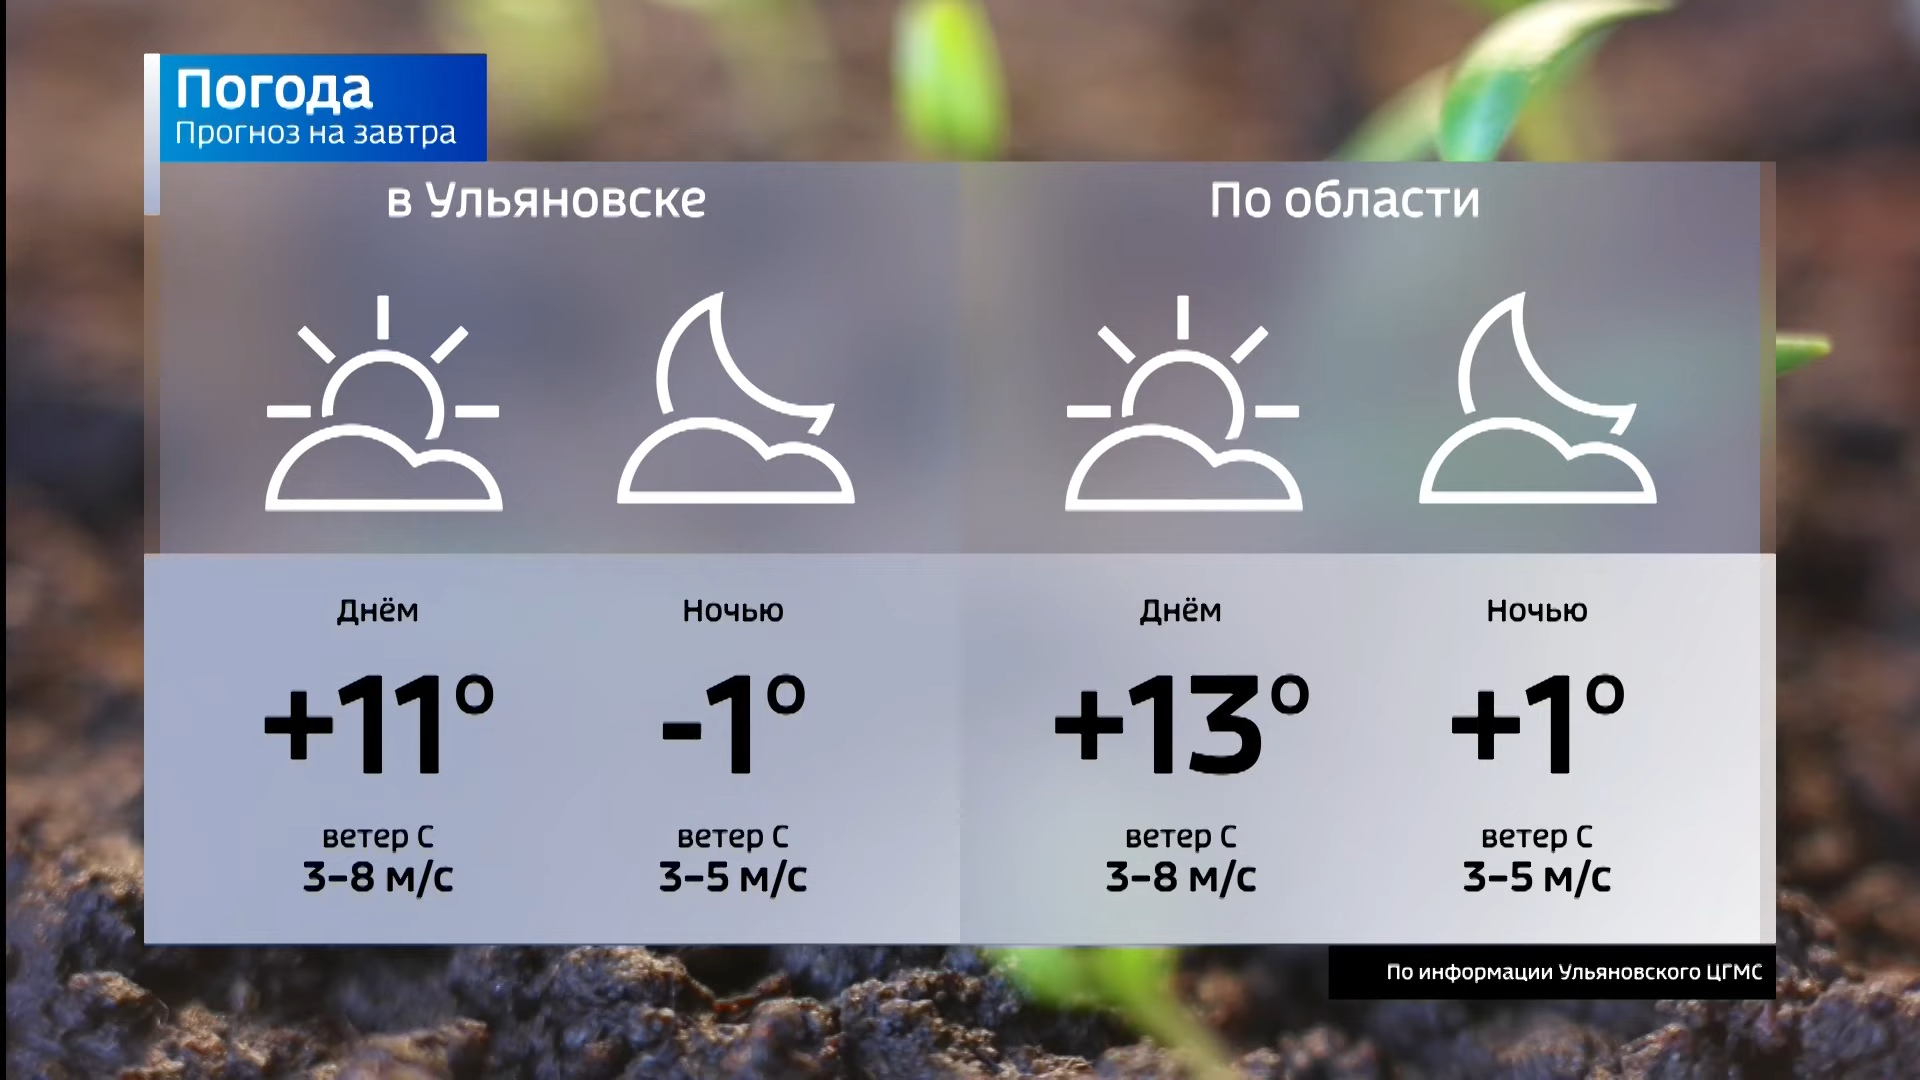 Погода
Прогноз на завтра
в Ульяновске
По области
Днём
Ночью
Днём
Ночью
+11°
-1°
+13°
+1°
ветер С
ветер С
ветер С
ветер С
3-8 м/с
3-5 м/с
3-8 м/с
3-5 м/с
По информации Ульяновского ЦГМС